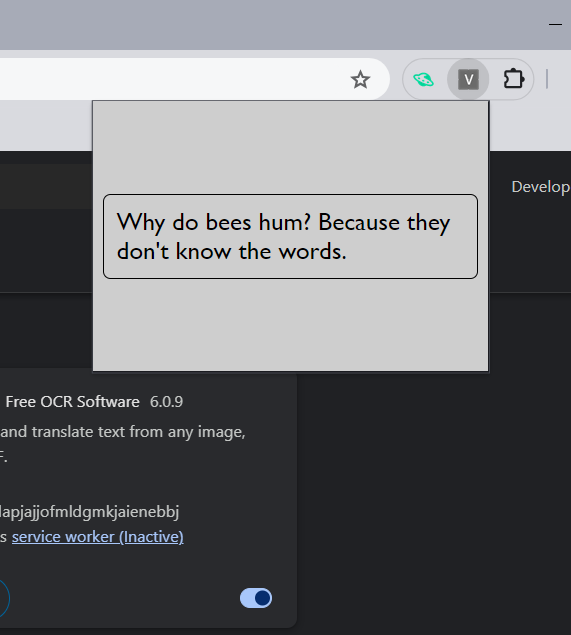 V
Why do bees hum? Because they
don't know the words.
Develop
Free OCR Software 6.0.9
and translate text from any image,
F.
lapjajjofmldgmkjaienebbj
s service worker (Inactive)